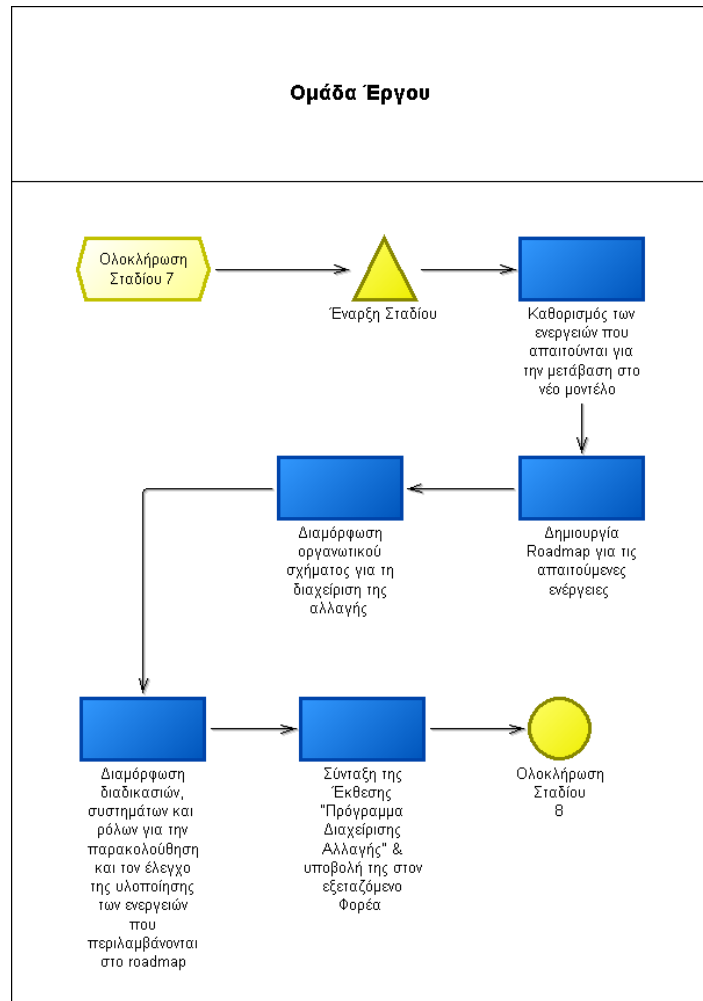 Ομάδα Έργου
Ολοκλήρωση
Σταδίου 7
Έναρξη Σταδίου
Καθορισμός των
ενεργειών που
απαιτούνται για
την μετάβαση στο
νέο μοντέλο
Δημιουργία
Roadmap για τις
απαιτούμενες
ενέργειες
Διαμόρφωση
οργανωτικού
σχήματος για τη
διαχείριση της
αλλαγής
Διαμόρφωση
διαδικασιών,
συστημάτων και
ρόλων για την
παρακολούθηση
και τον έλεγχο
της υλοποίησης
των ενεργειών
που
περιλαμβάνονται
στο roadmap
Σύνταξη της
Έκθεσης
"Πρόγραμμα
Διαχείρισης
Αλλαγής" &
υποβολή της στον
εξεταζόμενο
Φορέα
Ολοκλήρωση
Σταδίου
8